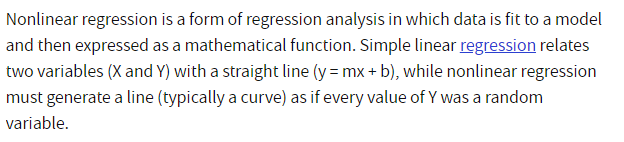 Nonlinear regression is a form of regression analysis in which data is fit to a model
and then expressed as a mathematical function. Simple linear regression relates
two variables (X and Y) with a straight line (y = mx + b), while nonlinear regression
must generate a line (typically a curve) as if every value of Y was a random
variable.